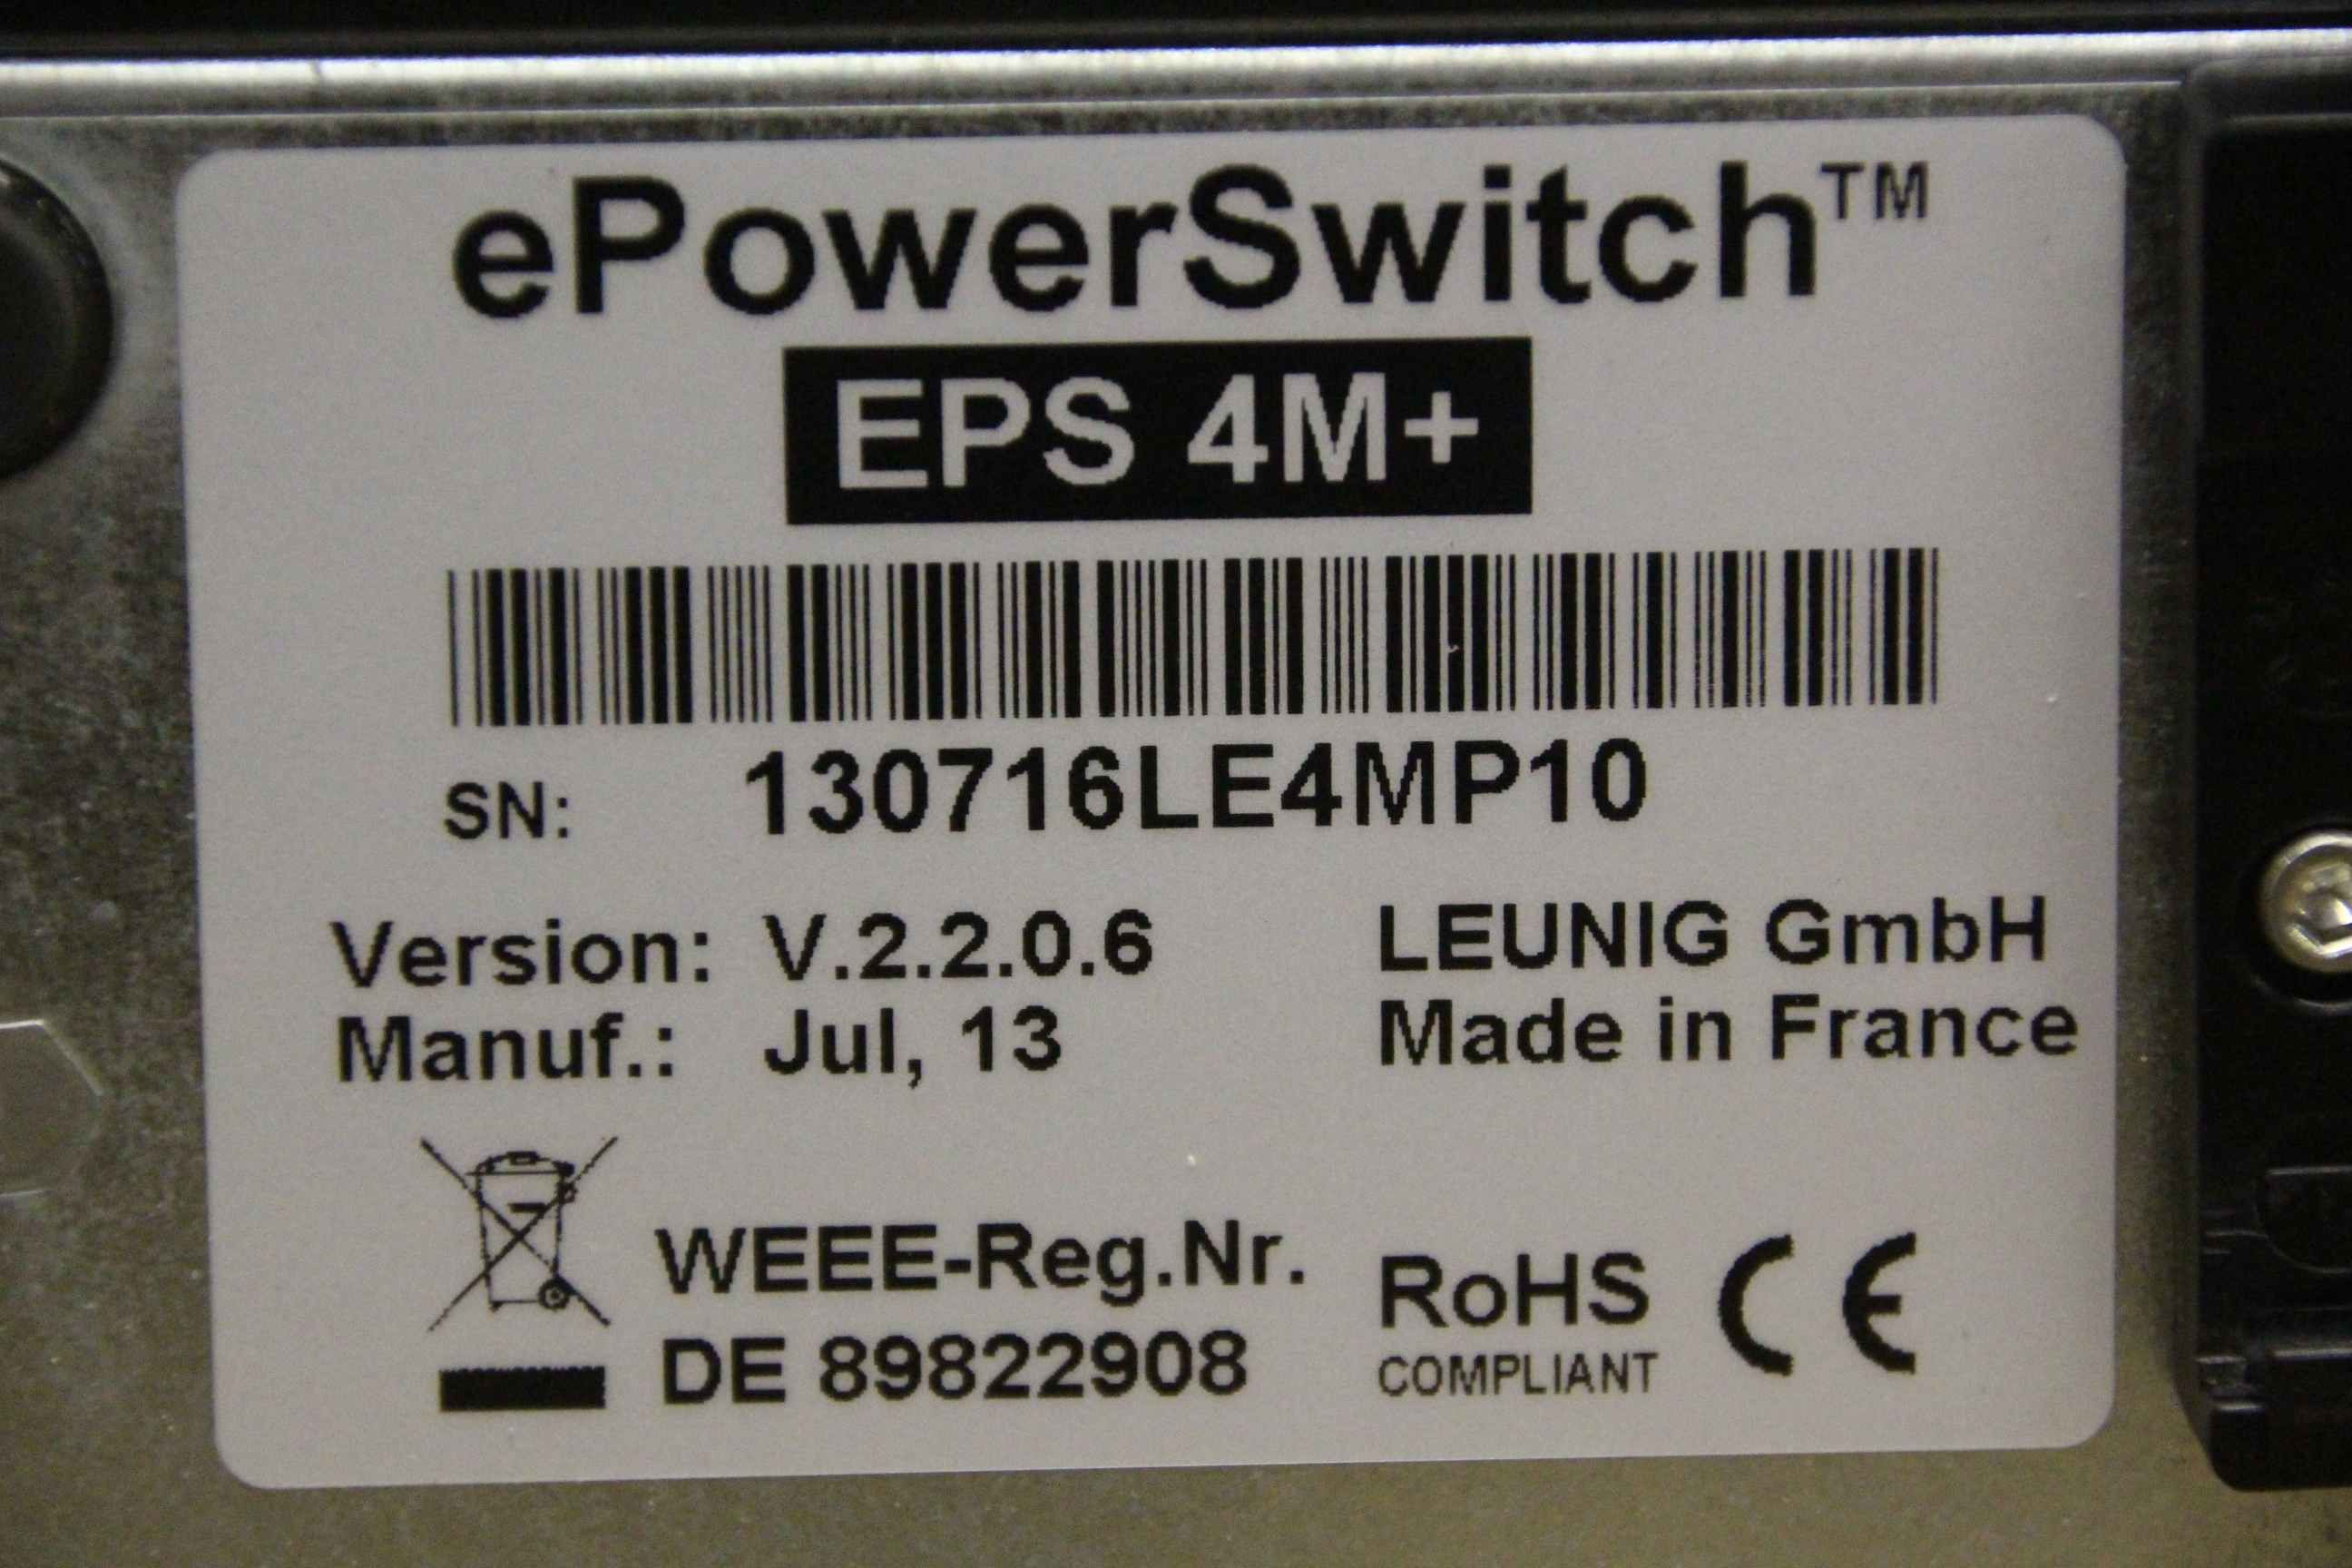 ePowerSwitch™
EPS 4M+
SN: 130716LE4MP10
Version: V.2.2.0.6
LEUNIG GmbH
Manuf.: Jul, 13
Made in France
WEEE-Reg.Nr.
DE 89822908
RoHS
COMPLIANT
CE